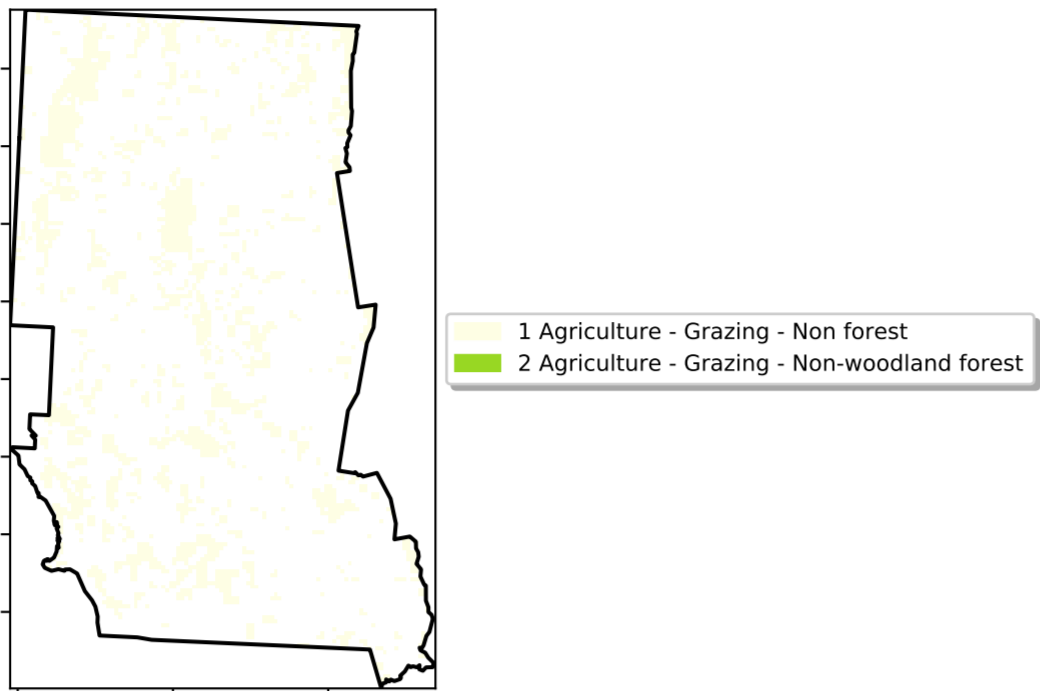 1 Agriculture - Grazing - Non forest
2 Agriculture - Grazing - Non-woodland forest